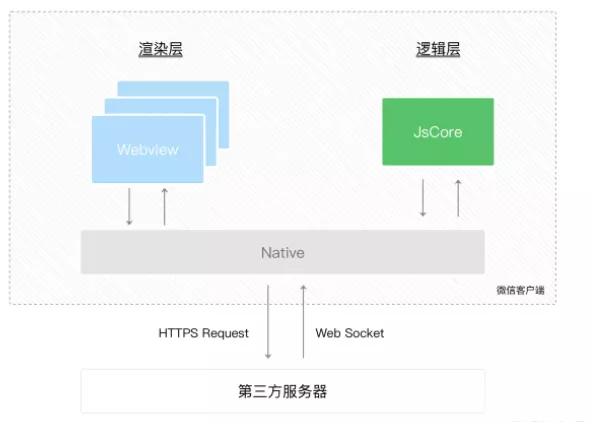 渲染层
逻辑层
Webview
JsCore
Native
微信客户端
HTTPS Request
Web Socket
第三方服务器